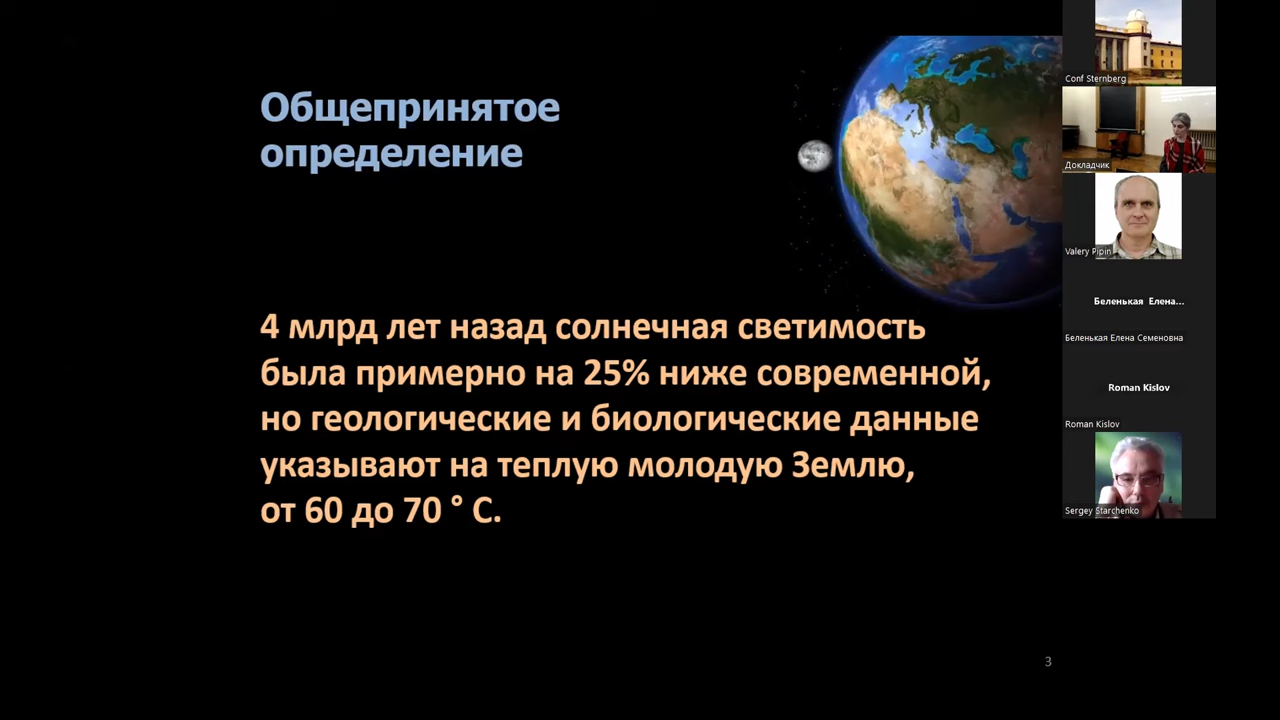 Общепринятое
определение
4 млрд лет назад солнечная светимость
была примерно на 25% ниже современной,
но геологические и биологические данные
указывают на теплую молодую Землю,
от 60 до 70 ° С.
3
Conf Sternberg
Докладчик
Valery Pipin
Беленькая Елена...
Беленькая Елена Семеновна
Roman Kislov
Roman Kislov
Sergey Starchenko